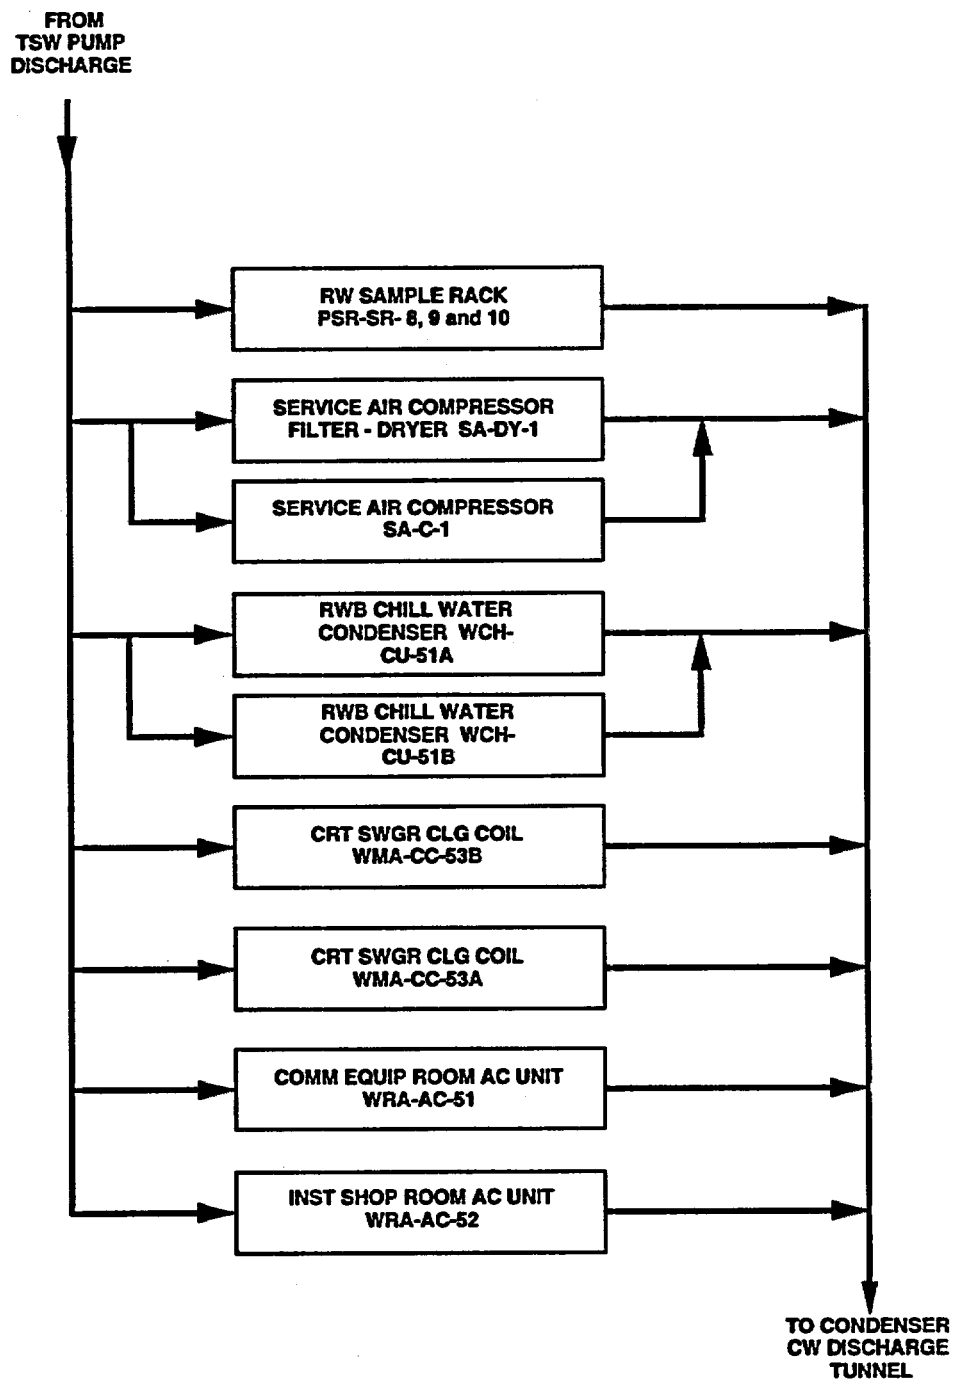 FROM
TSW PUMP
DISCHARGE
RW SAMPLE RACK
PSR-SR- 8, 9 and 10
SERVICE AIR COMPRESSOR
FILTER - DRYER SA-DY-1
SERVICE AIR COMPRESSOR
SA-C-1
RWB CHILL WATER
CONDENSER WCH-
CU-51A
RWB CHILL WATER
CONDENSER WCH-
CU-51B
CRT SWGR CLG COIL
WMA-CC-53B
CRT SWGR CLG COIL
WMA-CC-53A
COMM EQUIP ROOM AC UNIT
WRA-AC-51
INST SHOP ROOM AC UNIT
WRA-AC-52
TO CONDENSER
CW DISCHARGE
TUNNEL